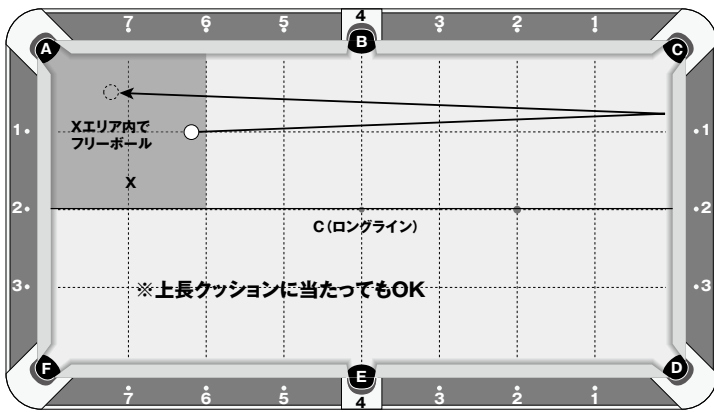 7 6 5 4 3 2 1
A B C
Xエリア内で
フリーボール
1 1
X
2 2
C（ロングライン）
3 ※上長クッションに当たってもOK 3
F E D
7 6 5 4 3 2 1